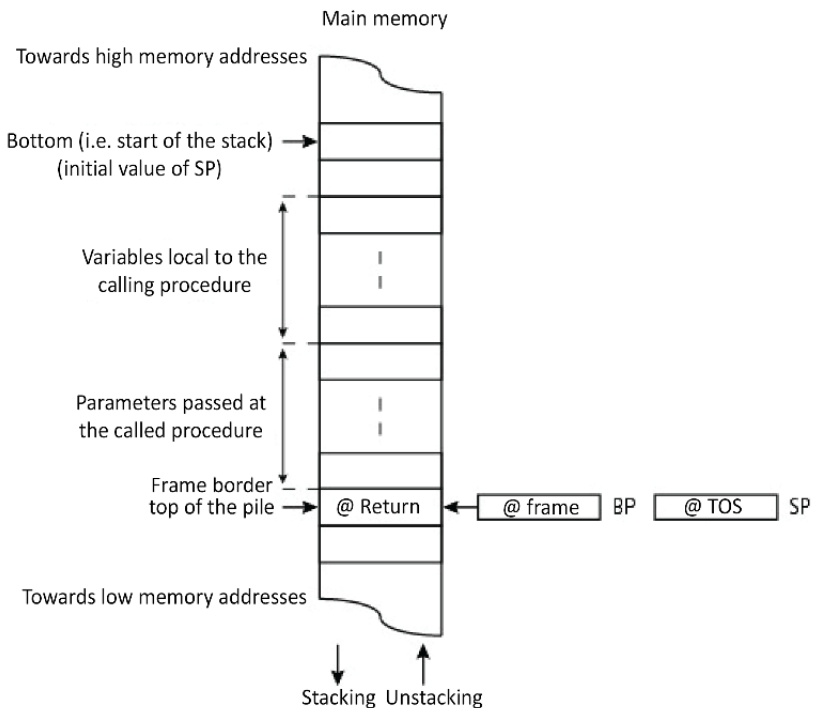 Main memory
Towards high memory addresses
Bottom (i.e. start of the stack)
(initial value of SP)
Variables local to the
calling procedure
Parameters passed at
the called procedure
Frame border
top of the pile
@ Return
@ frame
BP
@ TOS
SP
Towards low memory addresses
Stacking
Unstacking